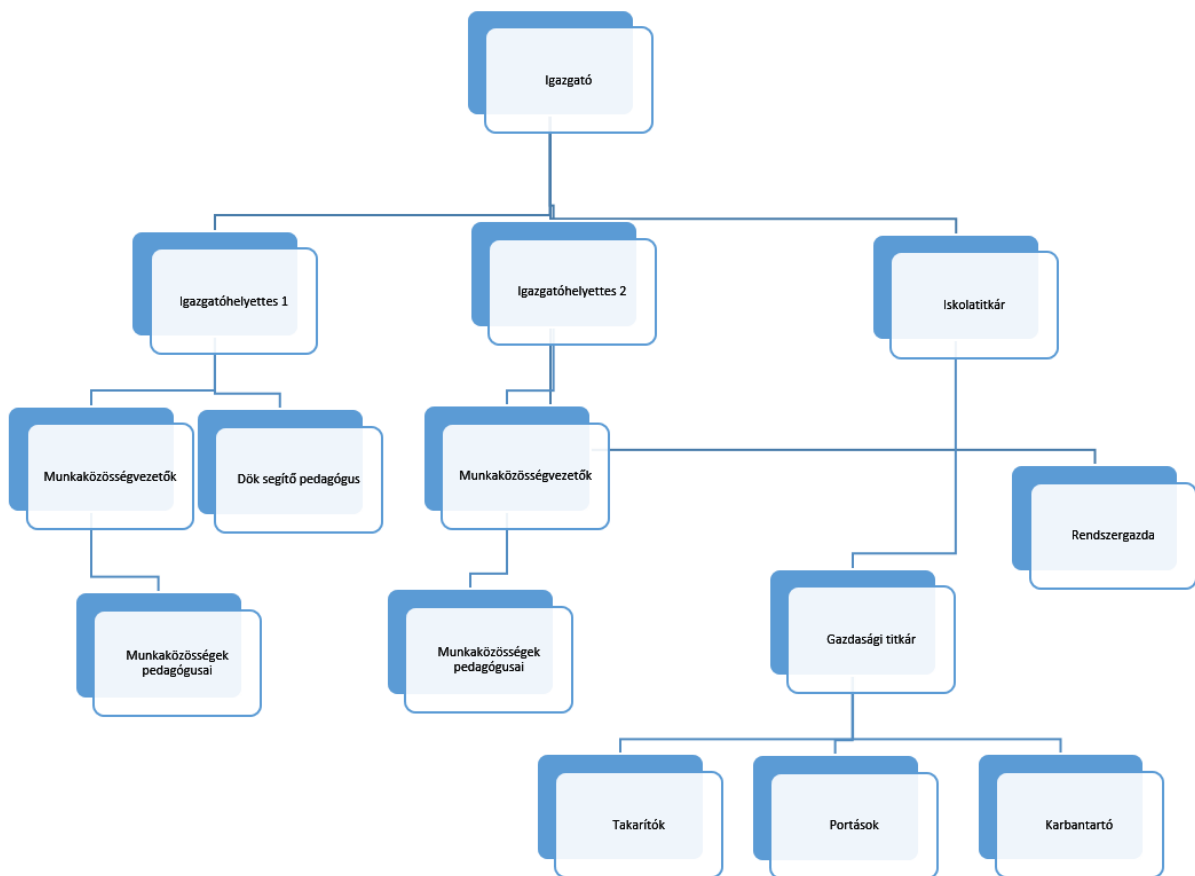 Igazgató
Igazgatóhelyettes 1
Igazgatóhelyettes 2
Iskolatitkár
Munkaközösségvezetők
Dök segítő pedagógus
Munkaközösségvezetők
Rendszergazda
Munkaközösségek
pedagógusai
Munkaközösségek
pedagógusai
Gazdasági titkár
Takarítók
Portások
Karbantartó